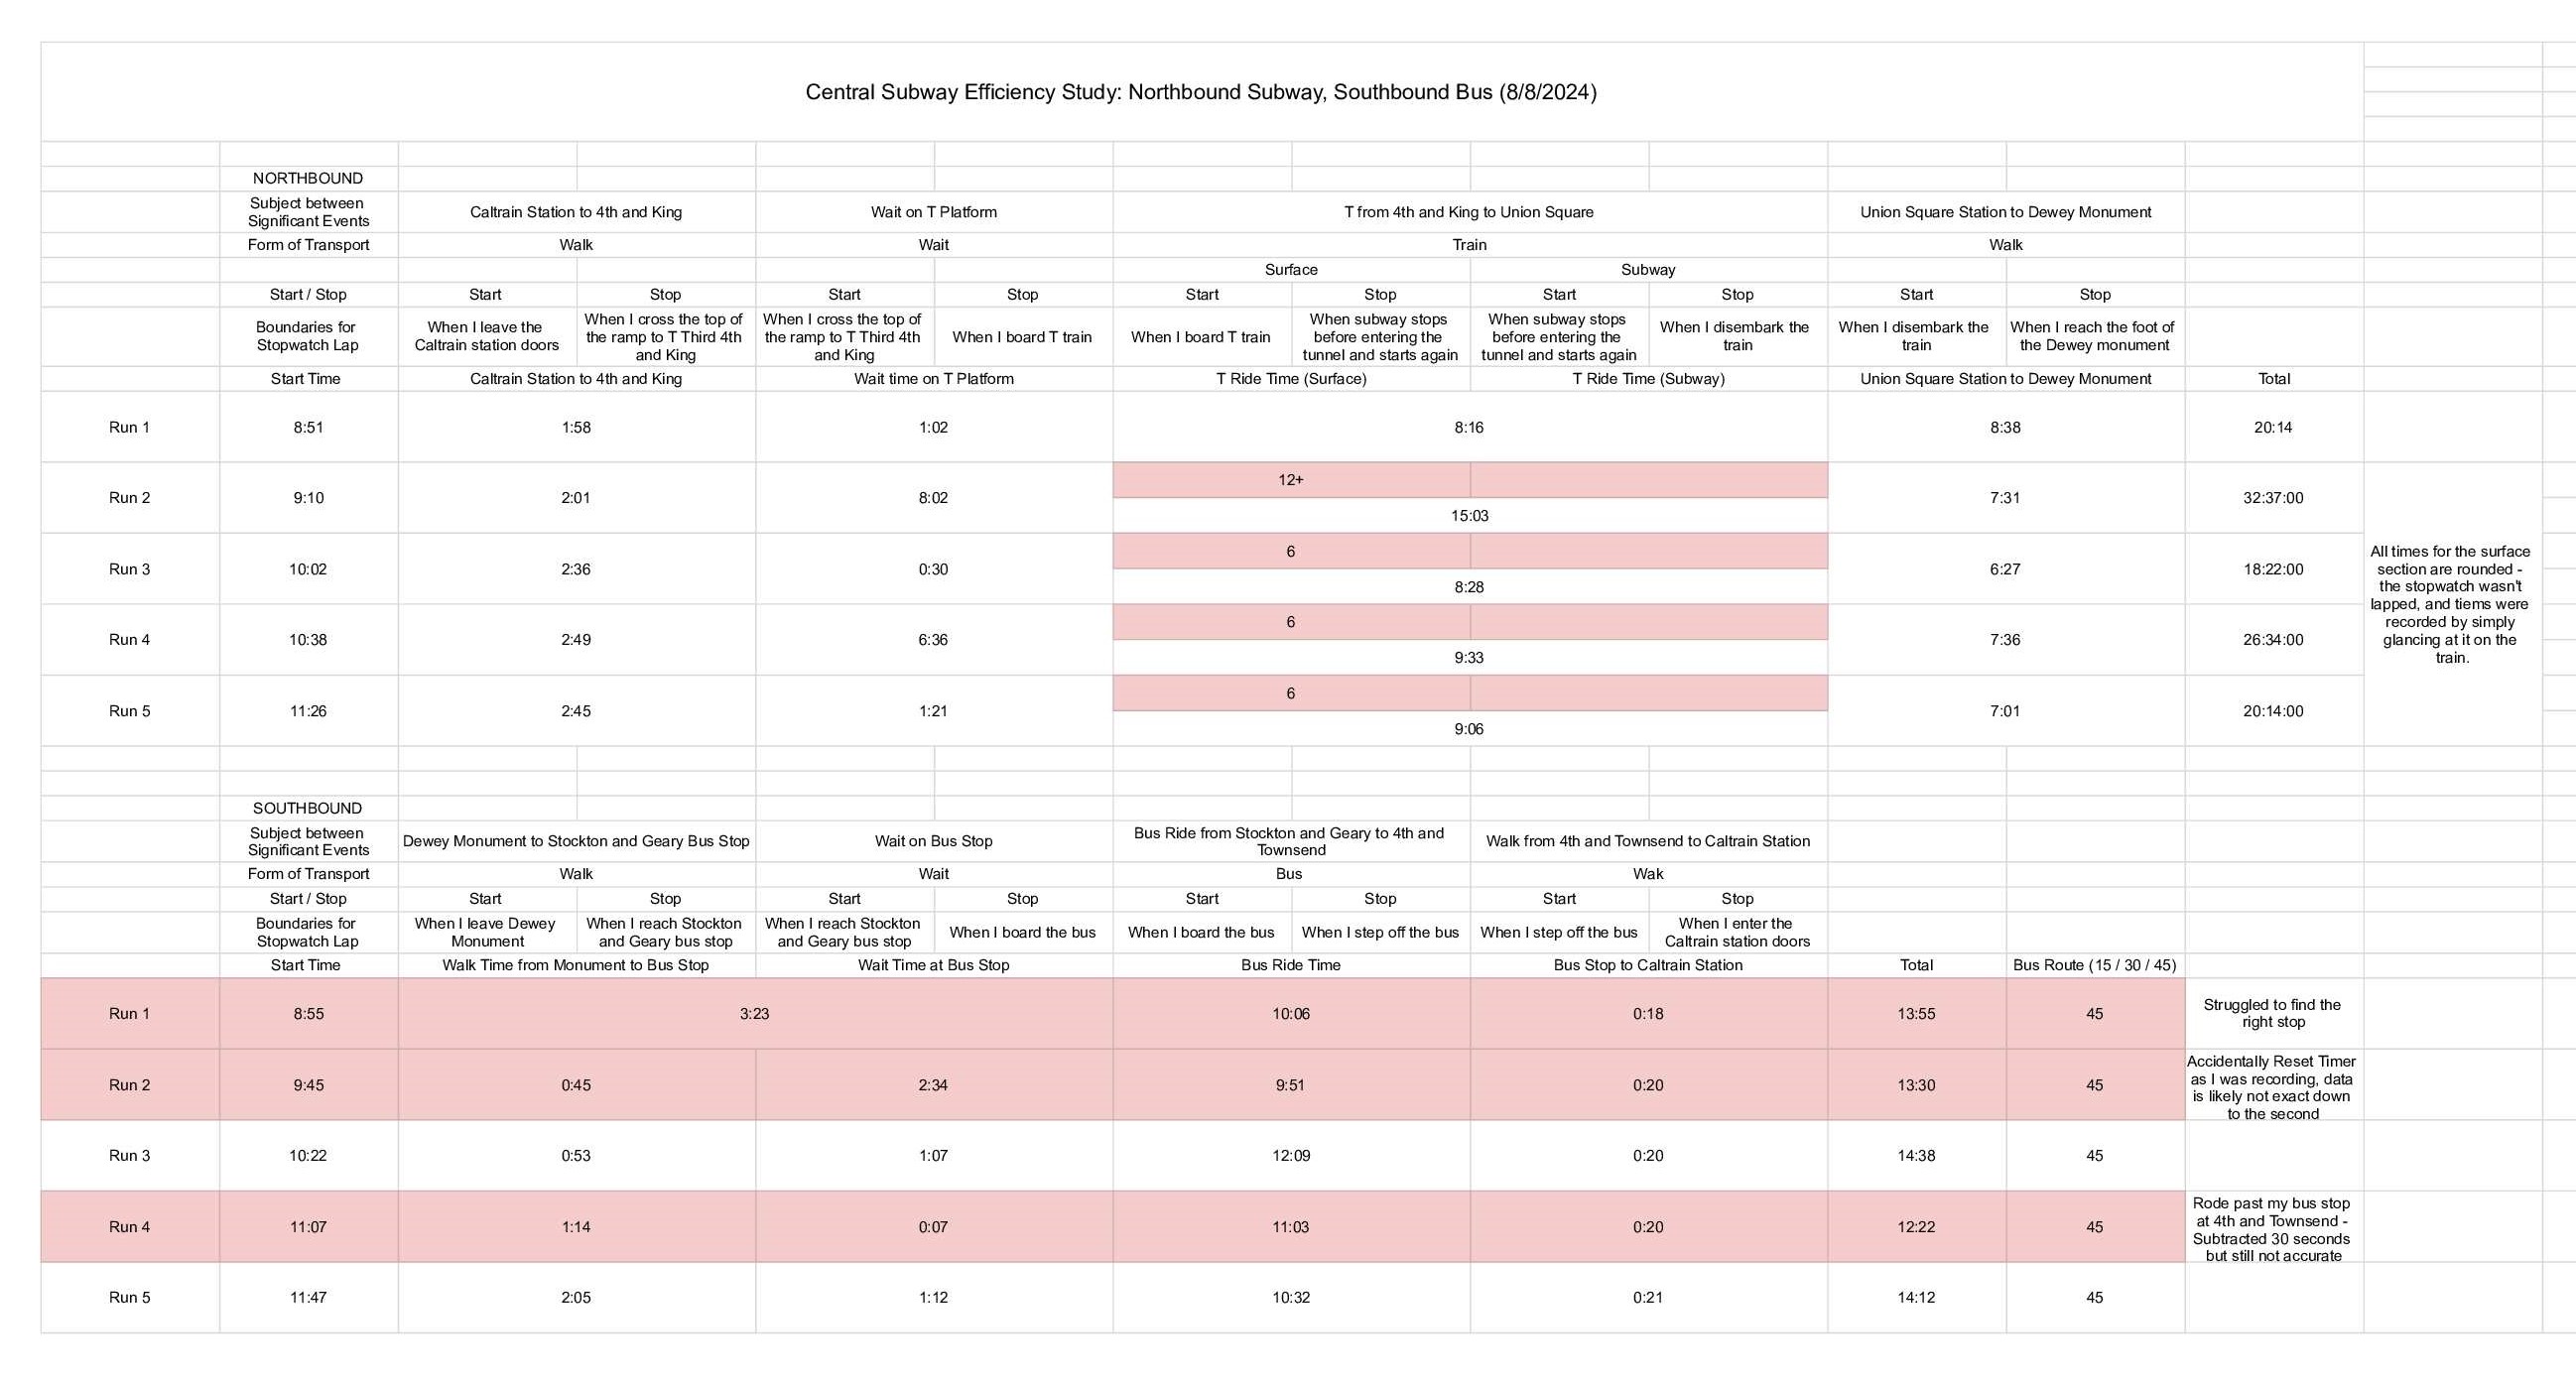 Central Subway Efficiency Study: Northbound Subway, Southbound Bus (8/8/2024)
NORTHBOUND
Subject between Significant Events Caltrain Station to 4th and King Wait on T Platform T from 4th and King to Union Square Union Square Station to Dewey Monument
Form of Transport Walk Wait Train Walk
Surface Subway
Start / Stop Start Stop Start Stop Start Stop Start Stop Start Stop
Boundaries for Stopwatch Lap When I leave the Caltrain station doors When I cross the top of the ramp to T Third 4th and King When I cross the top of the ramp to T Third 4th and King When I board T train When I board T train When subway stops before entering the tunnel and starts again When subway stops before entering the tunnel and starts again When I disembark the train When I disembark the train When I reach the foot of the Dewey monument
Start Time Caltrain Station to 4th and King Wait time on T Platform T Ride Time (Surface) T Ride Time (Subway) Union Square Station to Dewey Monument Total
Run 1 8:51 1:58 1:02 8:16 8:38 20:14
Run 2 9:10 2:01 8:02 12+ 15:03 7:31 32:37:00
Run 3 10:02 2:36 0:30 6 8:28 6:27 18:22:00
Run 4 10:38 2:49 6:36 6 9:33 7:36 26:34:00
Run 5 11:26 2:45 1:21 6 9:06 7:01 20:14:00
All times for the surface
section are rounded -
the stopwatch wasn't
lapped, and tiems were
recorded by simply
glancing at it on the
train.
SOUTHBOUND
Subject between Significant Events Dewey Monument to Stockton and Geary Bus Stop Wait on Bus Stop Bus Ride from Stockton and Geary to 4th and Townsend Walk from 4th and Townsend to Caltrain Station
Form of Transport Walk Wait Bus Wak
Start / Stop Start Stop Start Stop Start Stop Start Stop
Boundaries for Stopwatch Lap When I leave Dewey Monument When I reach Stockton and Geary bus stop When I reach Stockton and Geary bus stop When I board the bus When I board the bus When I step off the bus When I step off the bus When I enter the Caltrain station doors
Start Time Walk Time from Monument to Bus Stop Wait Time at Bus Stop Bus Ride Time Bus Stop to Caltrain Station Total Bus Route (15 / 30 / 45)
Run 1 8:55 3:23 10:06 0:18 13:55 45 Struggled to find the right stop
Run 2 9:45 0:45 2:34 9:51 0:20 13:30 45 Accidentally Reset Timer as I was recording, data is likely not exact down to the second
Run 3 10:22 0:53 1:07 12:09 0:20 14:38 45
Run 4 11:07 1:14 0:07 11:03 0:20 12:22 45 Rode past my bus stop at 4th and Townsend - Subtracted 30 seconds but still not accurate
Run 5 11:47 2:05 1:12 10:32 0:21 14:12 45